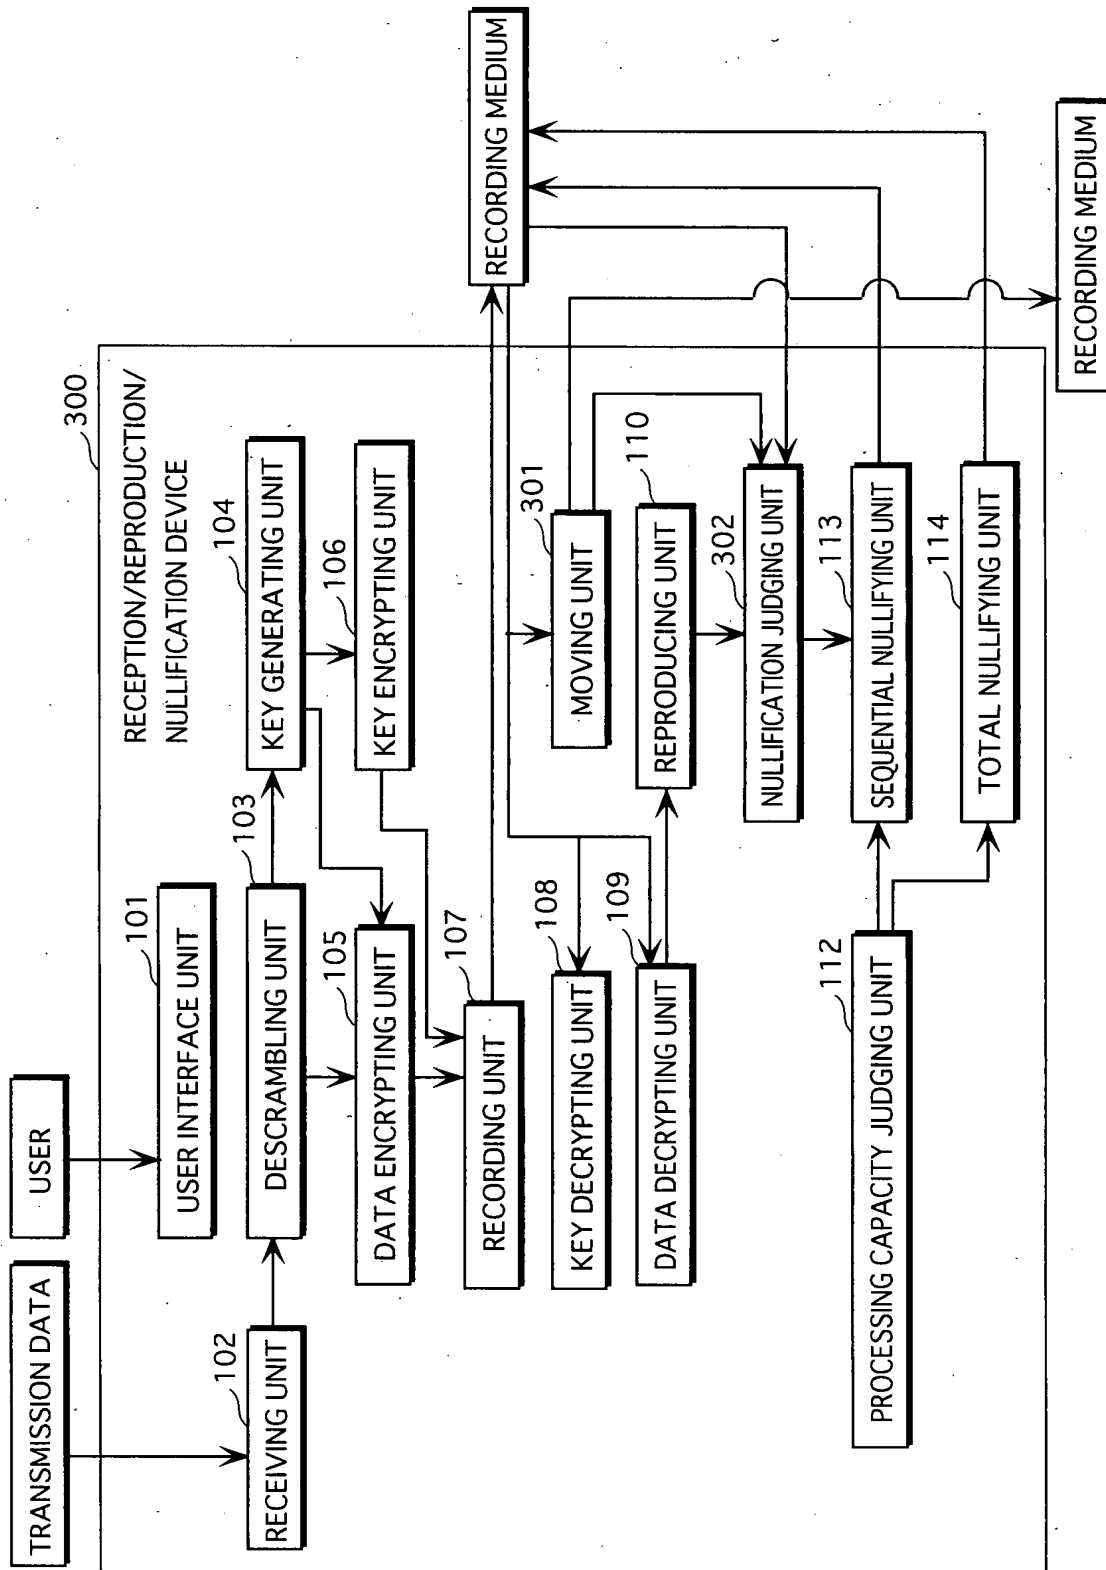 TRANSMISSION DATA
USER
300
RECEPTION/REPRODUCTION/
NULLIFICATION DEVICE
101
USER INTERFACE UNIT
102
RECEIVING UNIT
103
DESCRAMBLING UNIT
104
KEY GENERATING UNIT
105
DATA ENCRYPTING UNIT
106
KEY ENCRYPTING UNIT
107
RECORDING UNIT
RECORDING MEDIUM
108
KEY DECRYPTING UNIT
301
MOVING UNIT
109
DATA DECRYPTING UNIT
110
REPRODUCING UNIT
302
NULLIFICATION JUDGING UNIT
112
PROCESSING CAPACITY JUDGING UNIT
113
SEQUENTIAL NULLIFYING UNIT
114
TOTAL NULLIFYING UNIT
RECORDING MEDIUM